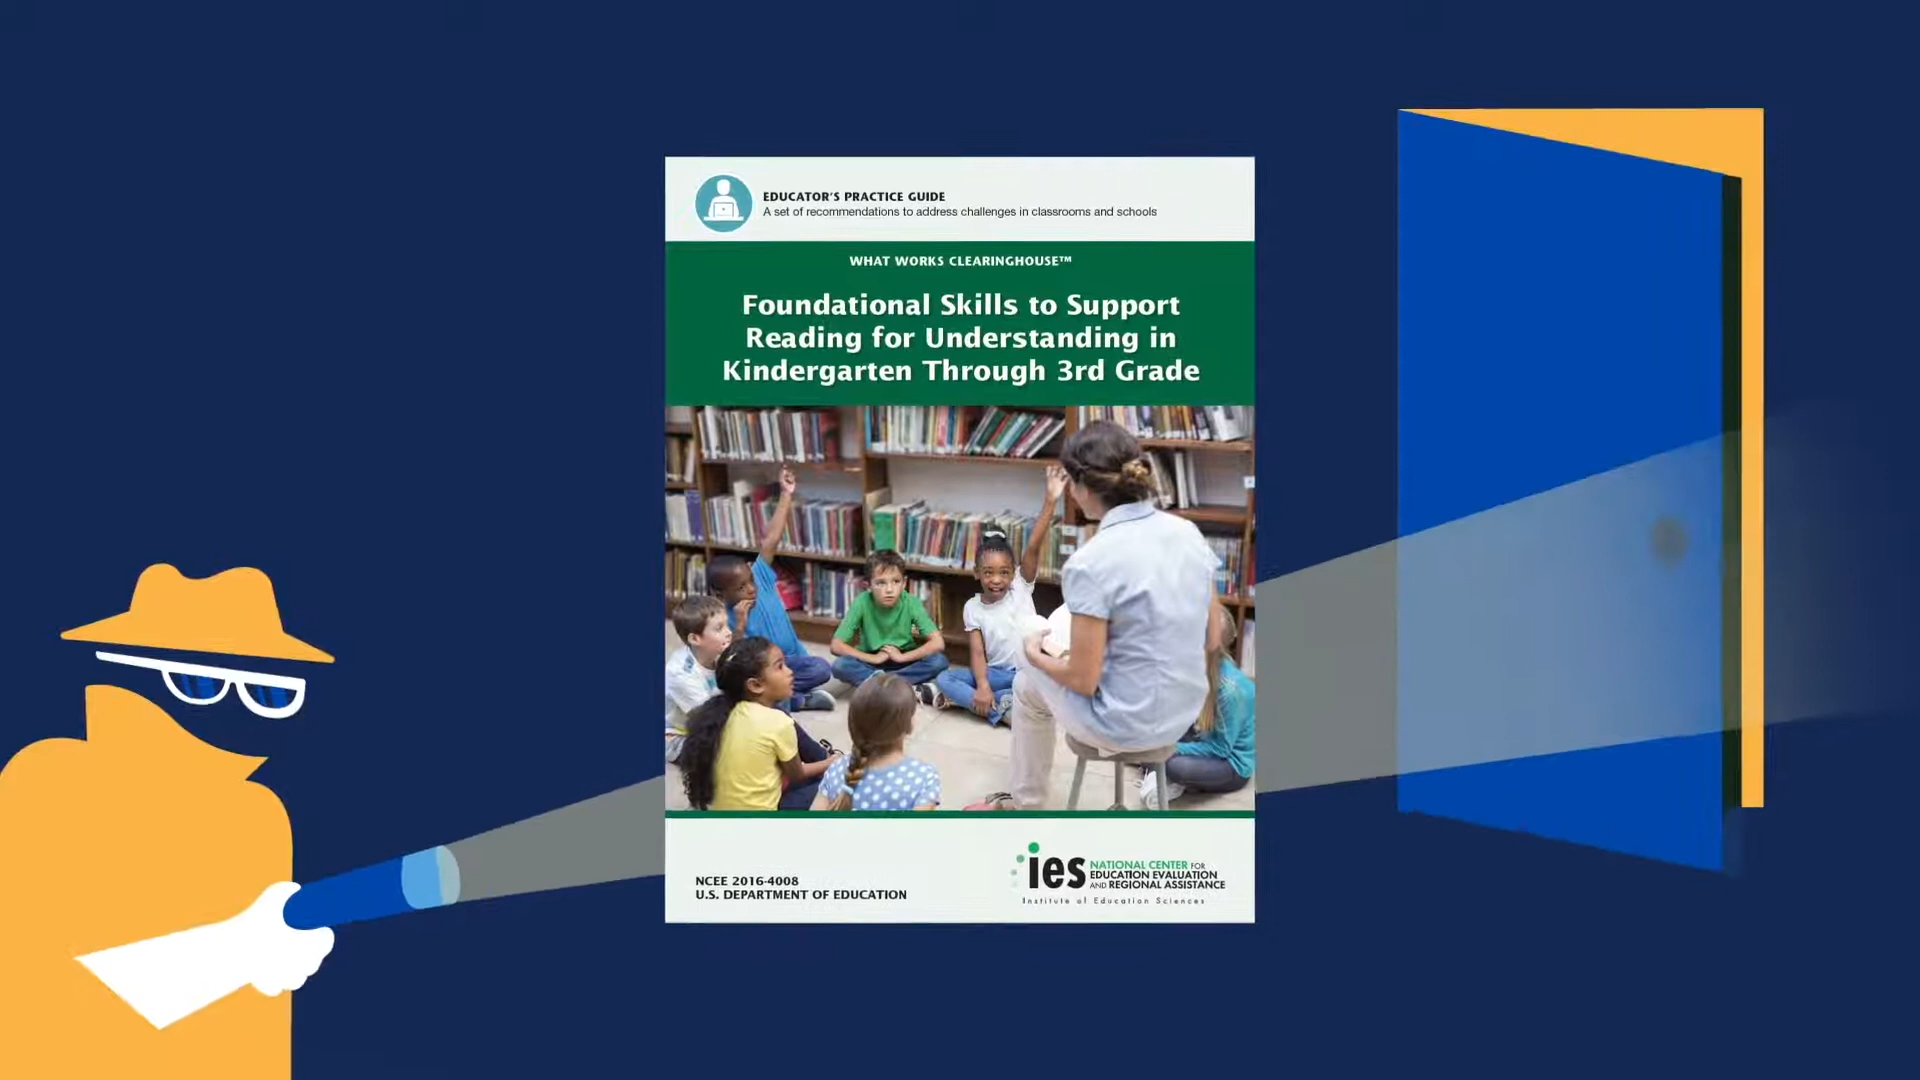 EDUCATOR'S PRACTICE GUIDE
A set of recommendations to address challenges in classrooms and schools
WHAT WORKS CLEARINGHOUSE™
Foundational Skills to Support
Reading for Understanding in
Kindergarten Through 3rd Grade
NCEE 2016-4008
U.S. DEPARTMENT OF EDUCATION
ies
NATIONAL CENTER FOR
EDUCATION EVALUATION
AND REGIONAL ASSISTANCE
Institute of Education Sciences